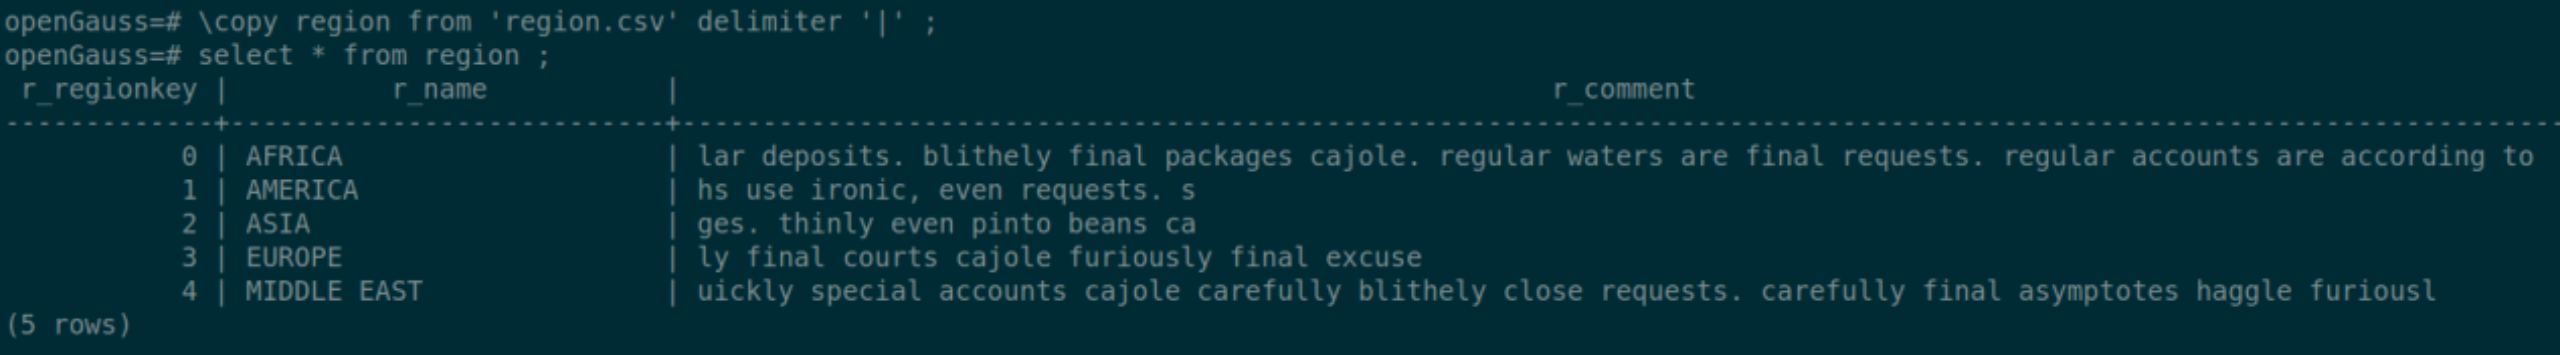 openGauss=# \copy region from 'region.csv' delimiter '|' ;
openGauss=# select * from region ;
 r_regionkey |          r_name           |                                                      r_comment
-------------+---------------------------+--------------------------------------------------------------------------------------------------------------------
           0 | AFRICA                    | lar deposits. blithely final packages cajole. regular waters are final requests. regular accounts are according to
           1 | AMERICA                   | hs use ironic, even requests. s
           2 | ASIA                      | ges. thinly even pinto beans ca
           3 | EUROPE                    | ly final courts cajole furiously final excuse
           4 | MIDDLE EAST               | uickly special accounts cajole carefully blithely close requests. carefully final asymptotes haggle furiousl
(5 rows)